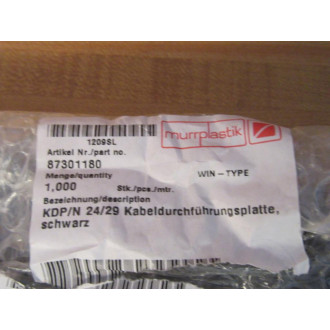 1209SL
murrplastik
Artikel Nr./part no.
87301180
Menge/quantity
WIN-TYPE
1,000
Stk./pcs./mtr.
Bezeichnung/description
KDP/N 24/29 Kabeldurchführungsplatte,
schwarz